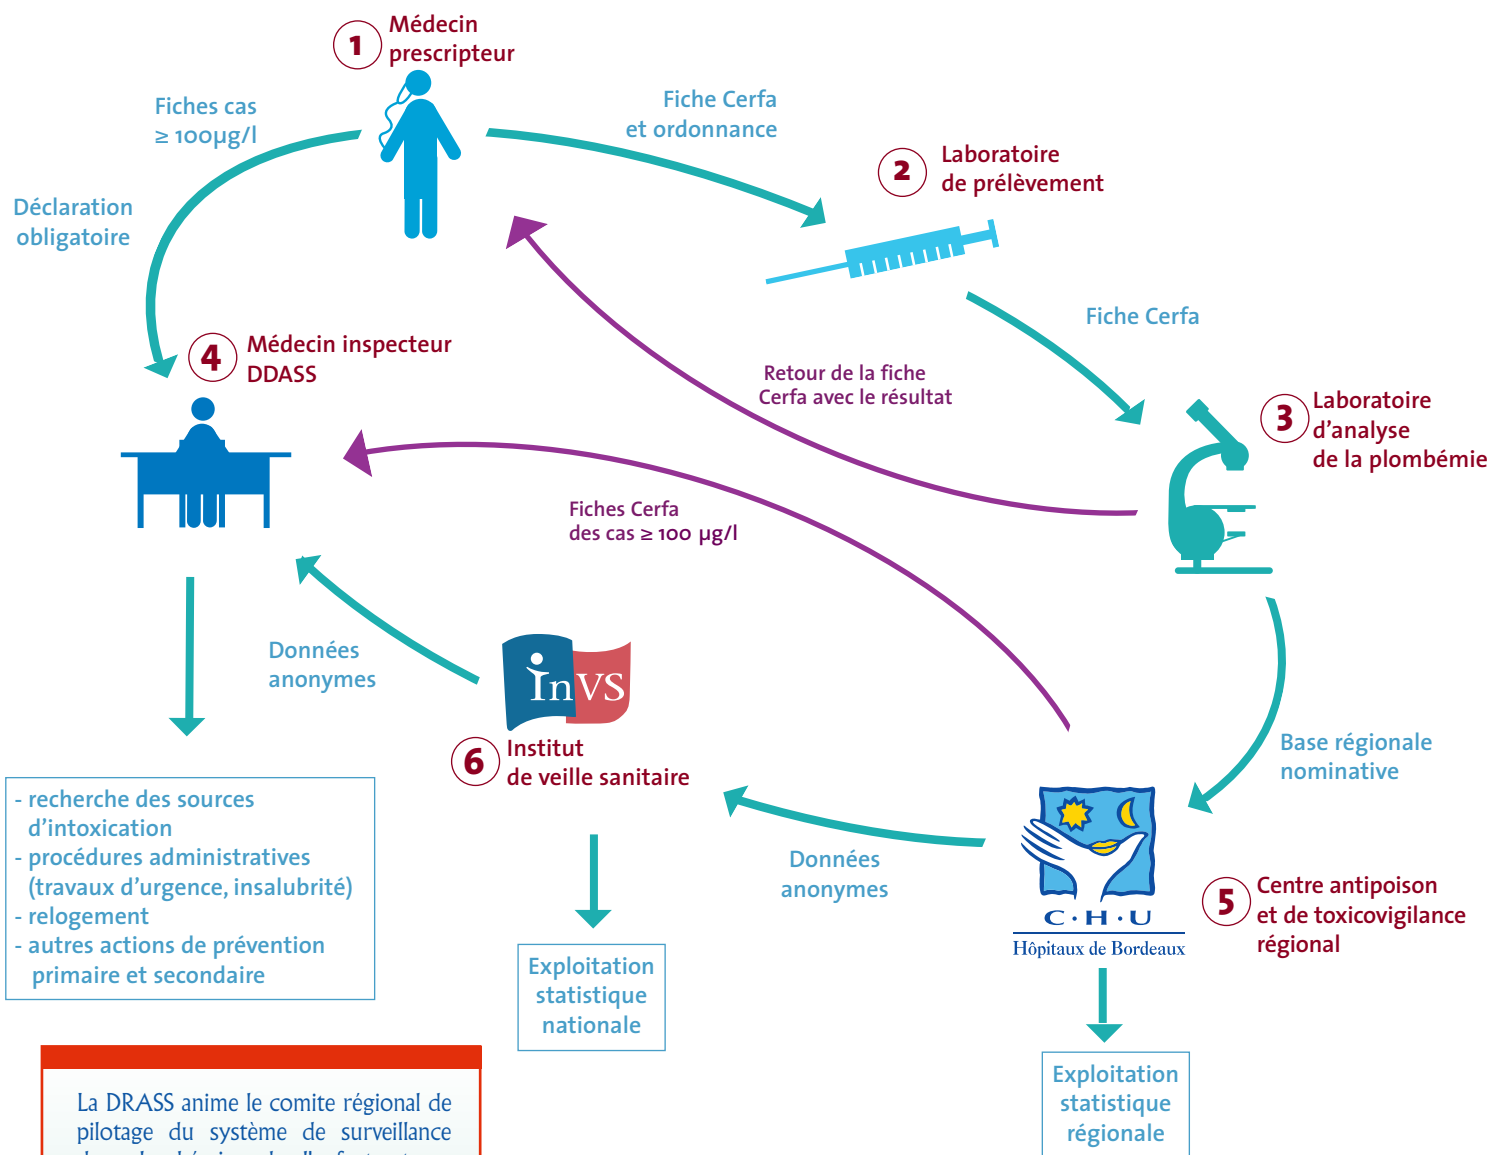 1
Médecin
prescripteur
Fiches cas
≥ 100µg/l
Fiche Cerfa
et ordonnance
2
Laboratoire
de prélèvement
Déclaration
obligatoire
Fiche Cerfa
4
Médecin inspecteur
DDASS
Retour de la fiche
Cerfa avec le résultat
3
Laboratoire
d'analyse
de la plombémie
Fiches Cerfa
des cas ≥ 100 µg/l
Données
anonymes
InVS
6
Institut
de veille sanitaire
Base régionale
nominative
- recherche des sources
d'intoxication
- procédures administratives
(travaux d'urgence, insalubrité)
- relogement
- autres actions de prévention
primaire et secondaire
Données
anonymes
C·H·U
Hôpitaux de Bordeaux
5
Centre antipoison
et de toxicovigilance
régional
Exploitation
statistique
nationale
Exploitation
statistique
régionale
La DRASS anime le comite régional de
pilotage du système de surveillance